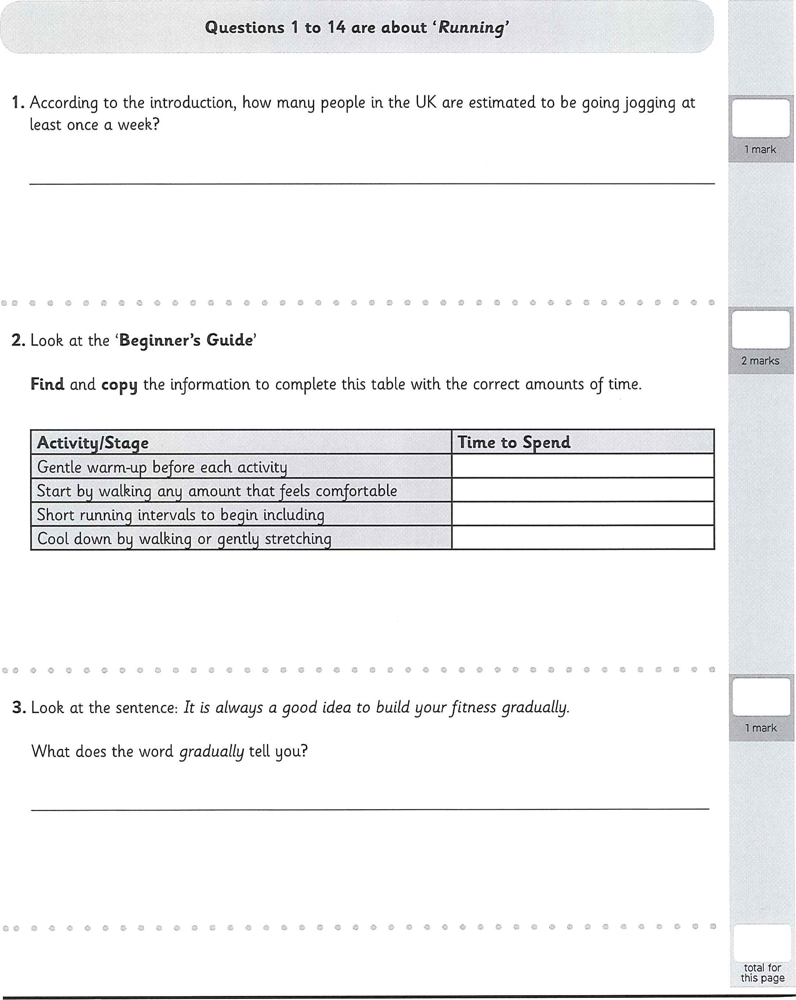 Questions 1 to 14 are about ‘Running’
1. According to the introduction, how many people in the UK are estimated to be going jogging at
least once a week?
1 mark
2. Look at the ‘Beginner’s Guide’
2 marks
Find and copy the information to complete this table with the correct amounts of time.
Activity/Stage Time to Spend
Gentle warm-up before each activity
Start by walking any amount that feels comfortable
Short running intervals to begin including
Cool down by walking or gently stretching
3. Look at the sentence: It is always a good idea to build your fitness gradually.
1 mark
What does the word gradually tell you?
total for
this page